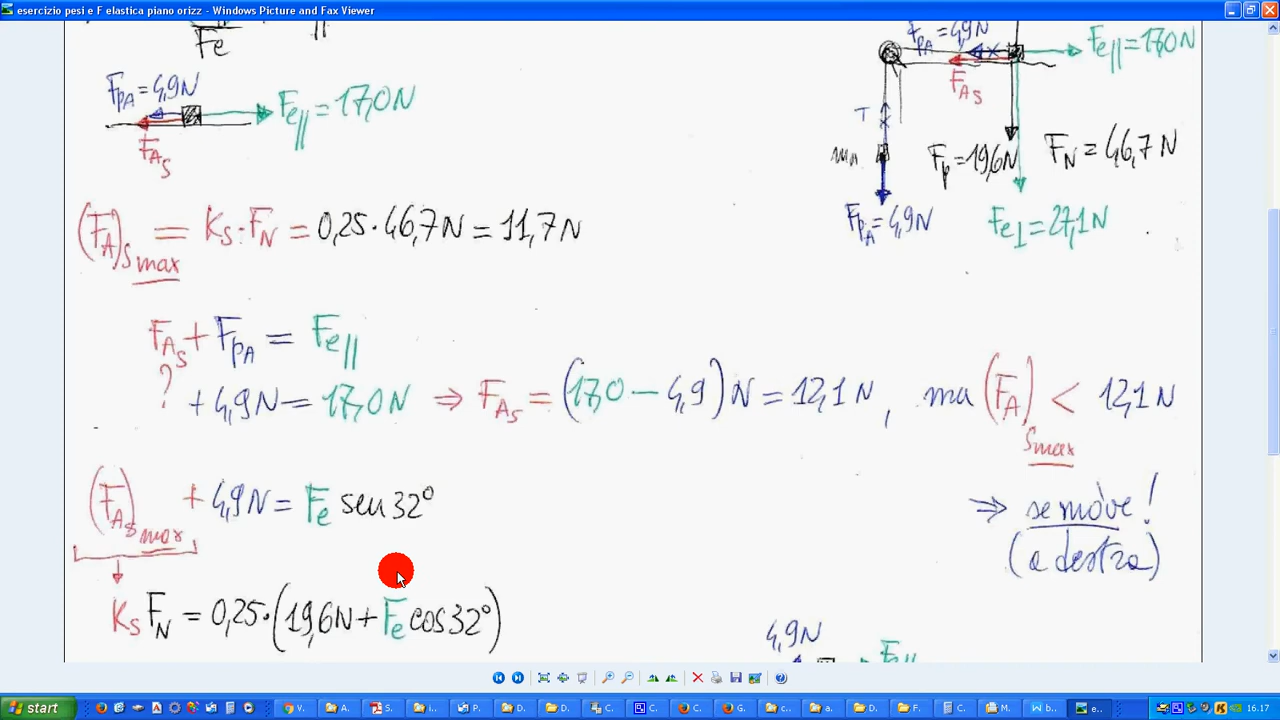 esercizio pesi e F elastica piano orizz - Windows Picture and Fax Viewer
Fe
FpA = 4,9N
Fe|| = 17,0N
FAs
FpA = 4,9N
Fe|| = 17,0N
FAs
T
mA
Fp = 19,6N
FN = 46,7N
FpA = 4,9N
Fe⊥ = 27,1N
(FA)s max = Ks · FN = 0,25 · 46,7N = 11,7N
FAs + FpA = Fe||
? + 4,9N = 17,0N ⇒ FAs = (17,0 − 4,9) N = 12,1N, ma (FA)s max < 12,1N
(FAs)max + 4,9N = Fe sen 32°
⇒ se move!
(a destra)
Ks FN = 0,25 · (19,6N + Fe cos 32°)
4,9N
Fe||
start
16.17